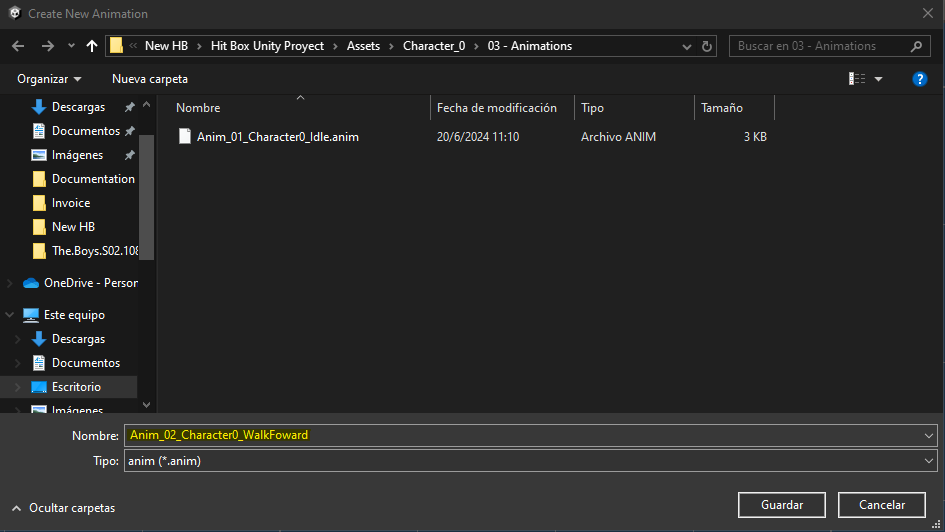 Create New Animation
New HB > Hit Box Unity Proyect > Assets > Character_0 > 03 - Animations
Buscar en 03 - Animations
Organizar
Nueva carpeta
Nombre
Fecha de modificación
Tipo
Tamaño
Anim_01_Character0_Idle.anim
20/6/2024 11:10
Archivo ANIM
3 KB
Descargas
Documentos
Imágenes
Documentation
Invoice
New HB
The.Boys.S02.108
OneDrive - Person
Este equipo
Descargas
Documentos
Escritorio
Imágenes
Nombre:
Anim_02_Character0_WalkFoward
Tipo:
anim (*.anim)
Ocultar carpetas
Guardar
Cancelar